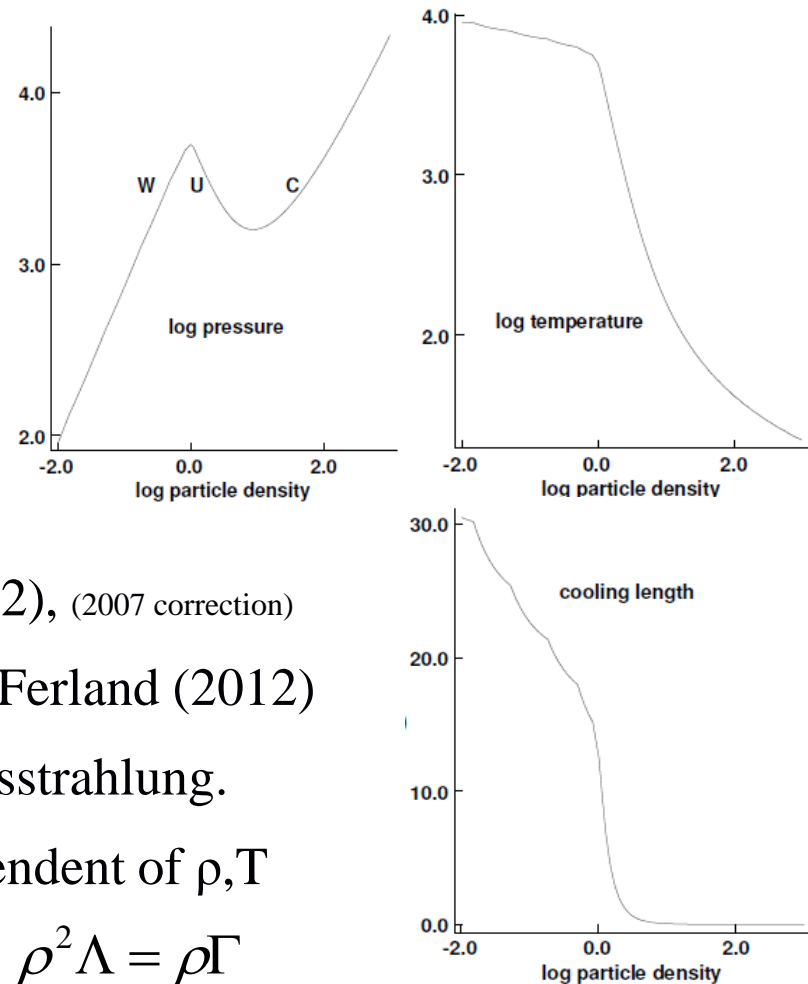 4.0
3.0
2.0
W U C
log pressure
-2.0 0.0 2.0
log particle density
4.0
3.0
2.0
log temperature
-2.0 0.0 2.0
log particle density
30.0
20.0
10.0
0.0
cooling length
-2.0 0.0 2.0
log particle density
2), (2007 correction)
Ferland (2012)
sstrahlung.
endent of ρ,T
ρ²Λ = ρΓ